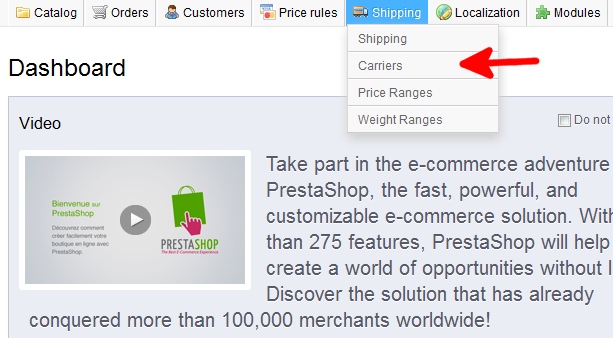 Catalog Orders Customers Price rules Shipping Localization Modules
Shipping
Carriers
Price Ranges
Weight Ranges
Dashboard
Video
Do not
Bienvenue sur
PrestaShop
Découvrez comment
créer facilement votre
boutique en ligne avec
PrestaShop.
PRESTASHOP
The Best E-Commerce Experience
Take part in the e-commerce adventure
PrestaShop, the fast, powerful, and
customizable e-commerce solution. With
than 275 features, PrestaShop will help
create a world of opportunities without l
Discover the solution that has already
conquered more than 100,000 merchants worldwide!